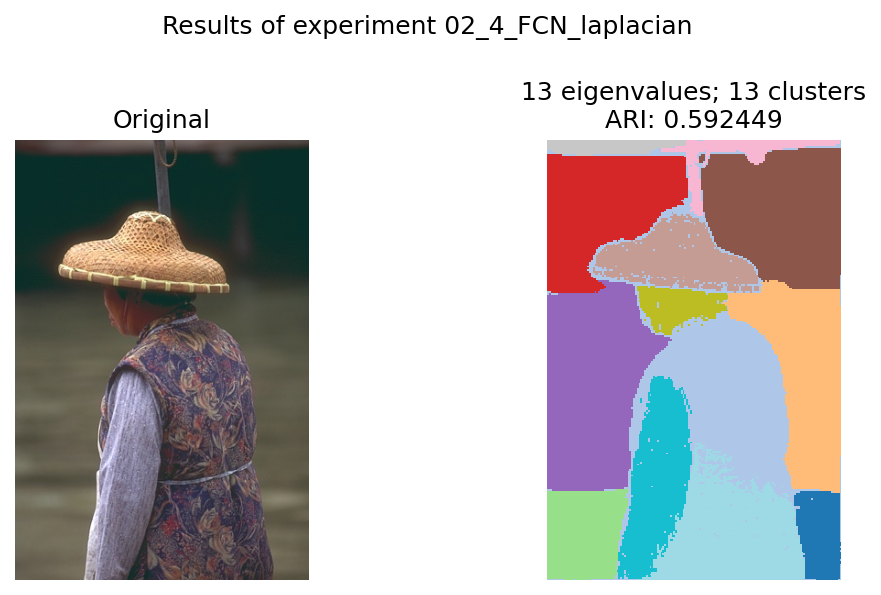 Results of experiment 02_4_FCN_laplacian
Original
13 eigenvalues; 13 clusters
ARI: 0.592449